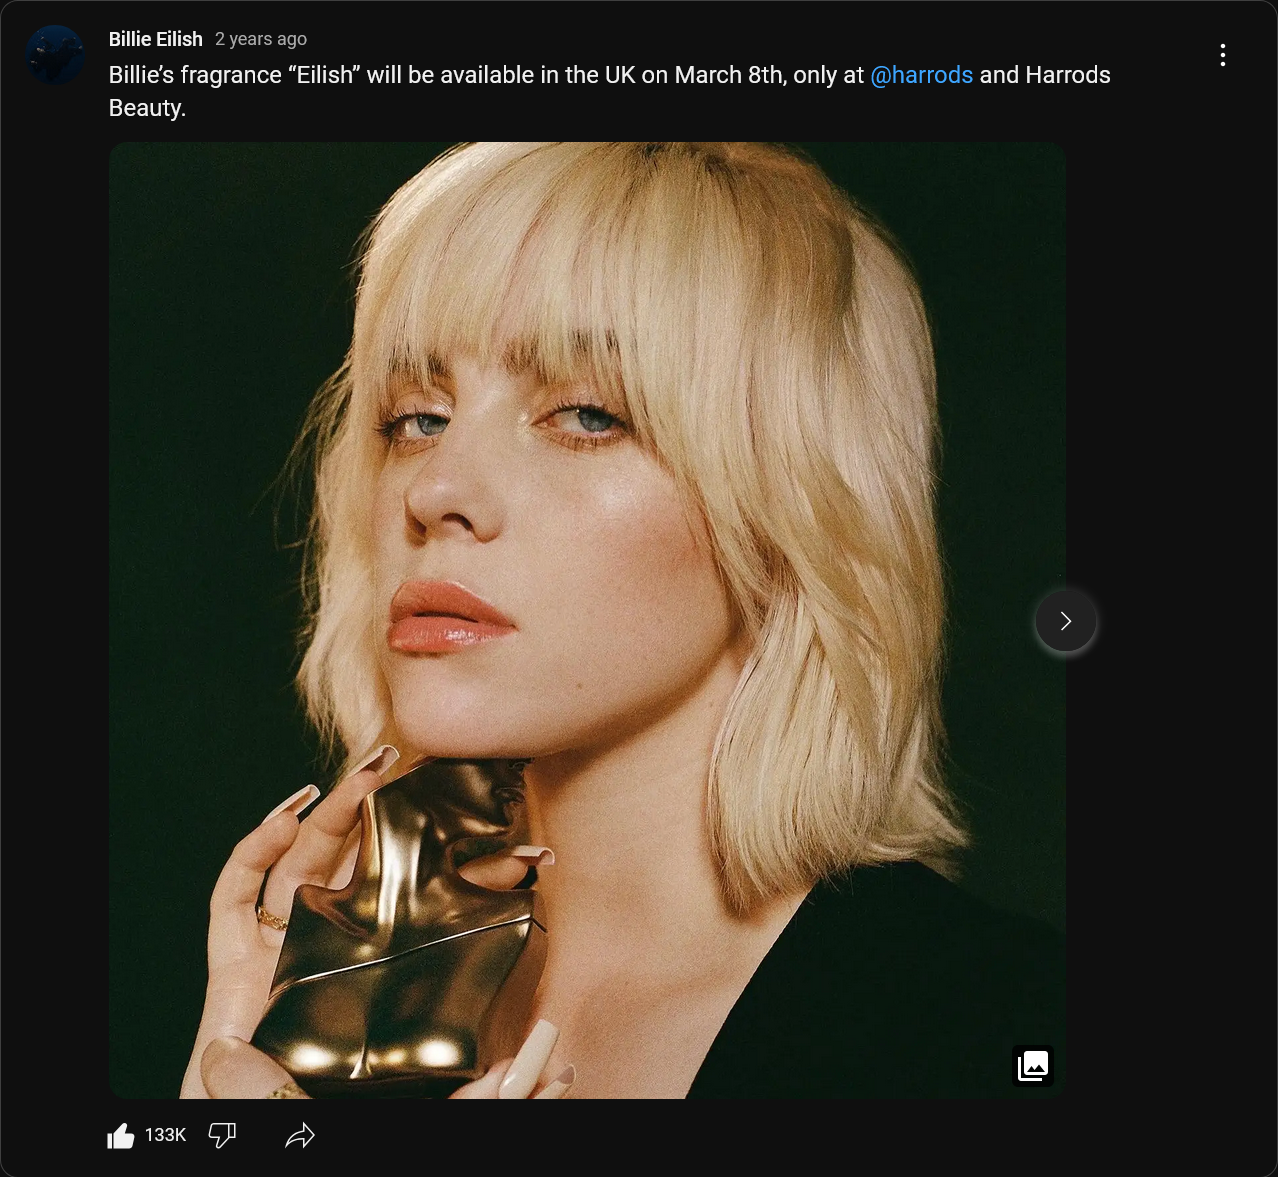 Billie Eilish 2 years ago
Billie’s fragrance “Eilish” will be available in the UK on March 8th, only at @harrods and Harrods
Beauty.
133K